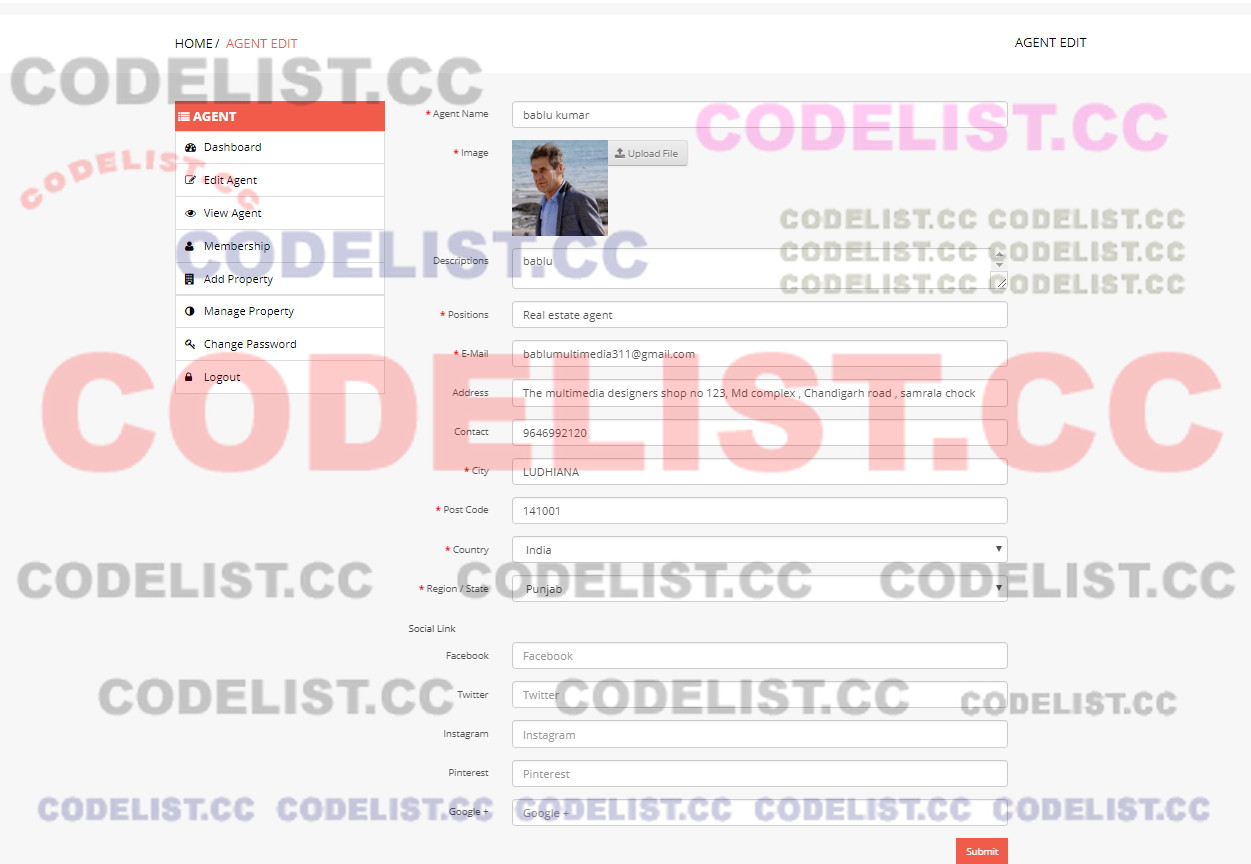 HOME / AGENT EDIT
AGENT EDIT
CODELIST.CC
AGENT
* Agent Name
bablu kumar
CODELIST.CC
Dashboard
* Image
Upload File
CODELIST.CC
Edit Agent
View Agent
CODELIST.CC CODELIST.CC
Membership
CODELIST.CC
CODELIST.CC CODELIST.CC
Descriptions
bablu
Add Property
CODELIST.CC CODELIST.CC
Manage Property
* Positions
Real estate agent
Change Password
* E-Mail
bablumultimedia311@gmail.com
Logout
Address
The multimedia designers shop no 123, Md complex , Chandigarh road , samrala chock
CODELIST.CC
Contact
9646992120
* City
LUDHIANA
* Post Code
141001
* Country
India
CODELIST.CC CODELIST.CC CODELIST.CC
* Region / State
Punjab
Social Link
Facebook
Facebook
Twitter
Twitter
CODELIST.CC CODELIST.CC CODELIST.CC
Instagram
Instagram
Pinterest
Pinterest
Google +
Google +
CODELIST.CC CODELIST.CC CODELIST.CC CODELIST.CC CODELIST.CC
Submit